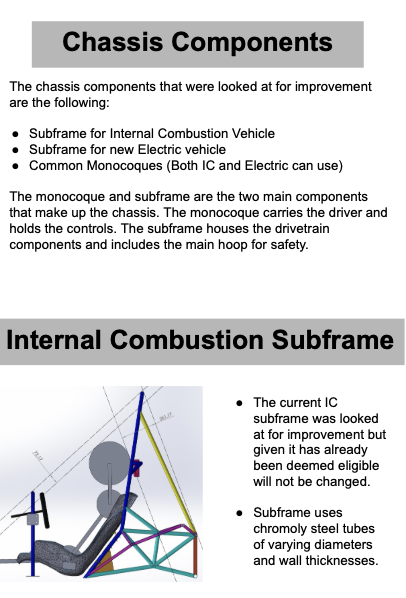 Chassis Components
The chassis components that were looked at for improvement
are the following:
● Subframe for Internal Combustion Vehicle
● Subframe for new Electric vehicle
● Common Monocoques (Both IC and Electric can use)
The monocoque and subframe are the two main components
that make up the chassis. The monocoque carries the driver and
holds the controls. The subframe houses the drivetrain
components and includes the main hoop for safety.
Internal Combustion Subframe
● The current IC
subframe was looked
at for improvement but
given it has already
been deemed eligible
will not be changed.
● Subframe uses
chromoly steel tubes
of varying diameters
and wall thicknesses.